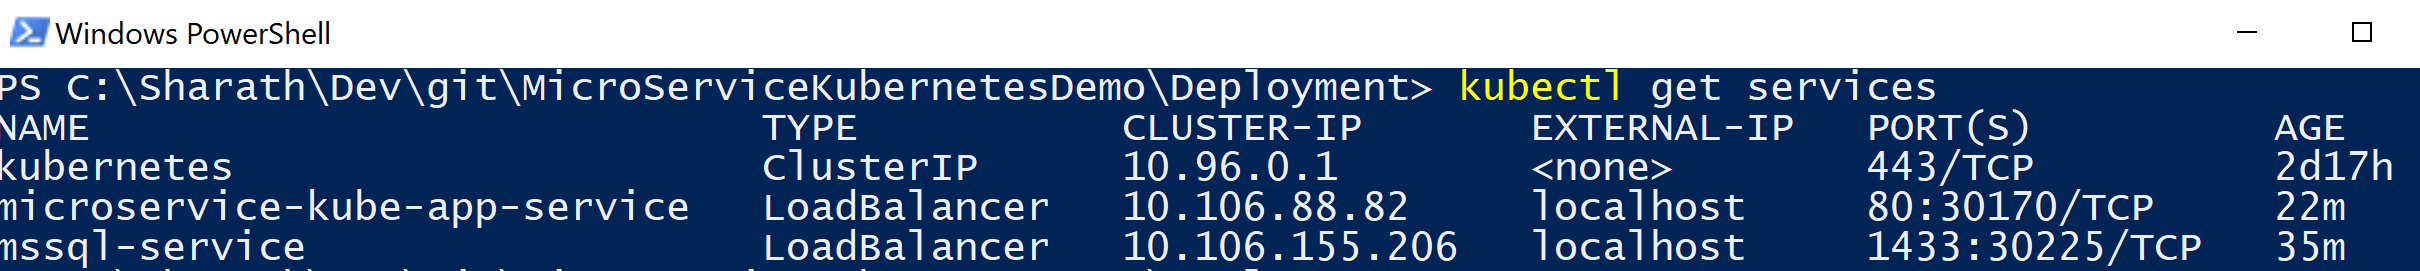 Windows PowerShell
PS C:\Sharath\Dev\git\MicroServiceKubernetesDemo\Deployment> kubectl get services
NAME TYPE CLUSTER-IP EXTERNAL-IP PORT(S) AGE
kubernetes ClusterIP 10.96.0.1 <none> 443/TCP 2d17h
microservice-kube-app-service LoadBalancer 10.106.88.82 localhost 80:30170/TCP 22m
mssql-service LoadBalancer 10.106.155.206 localhost 1433:30225/TCP 35m